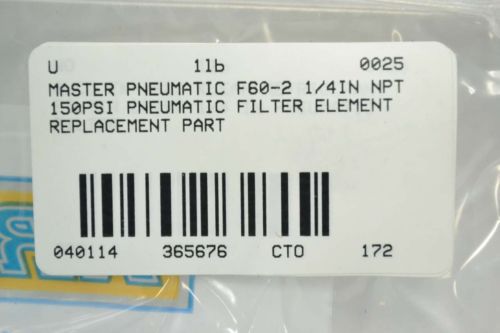 U 1lb 0025
MASTER PNEUMATIC F60-2 1/4IN NPT
150PSI PNEUMATIC FILTER ELEMENT
REPLACEMENT PART
040114 365676 CTO 172